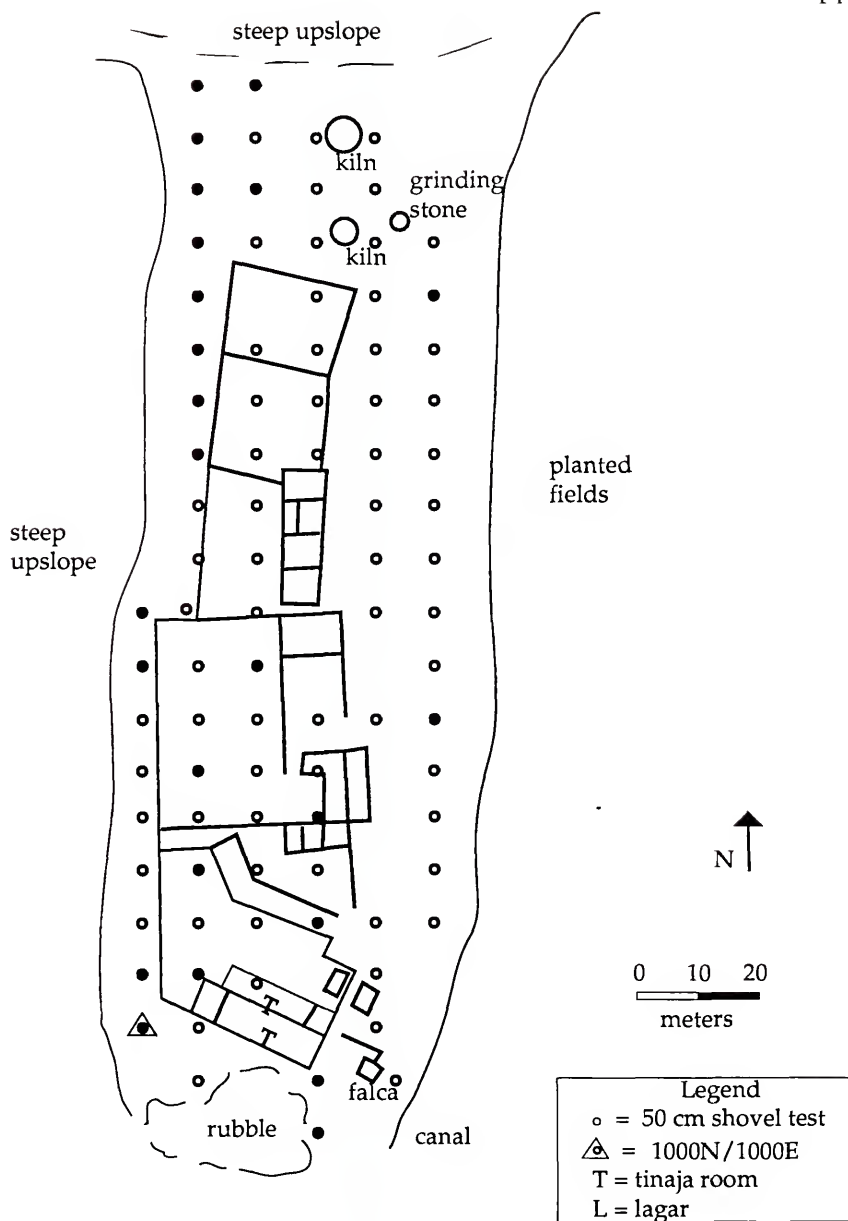 steep upslope
kiln
grinding
stone
kiln
planted
fields
steep
upslope
N
0 10 20
meters
T
T
falca
rubble
canal
Legend
o = 50 cm shovel test
= 1000N/1000E
T = tinaja room
L = lagar